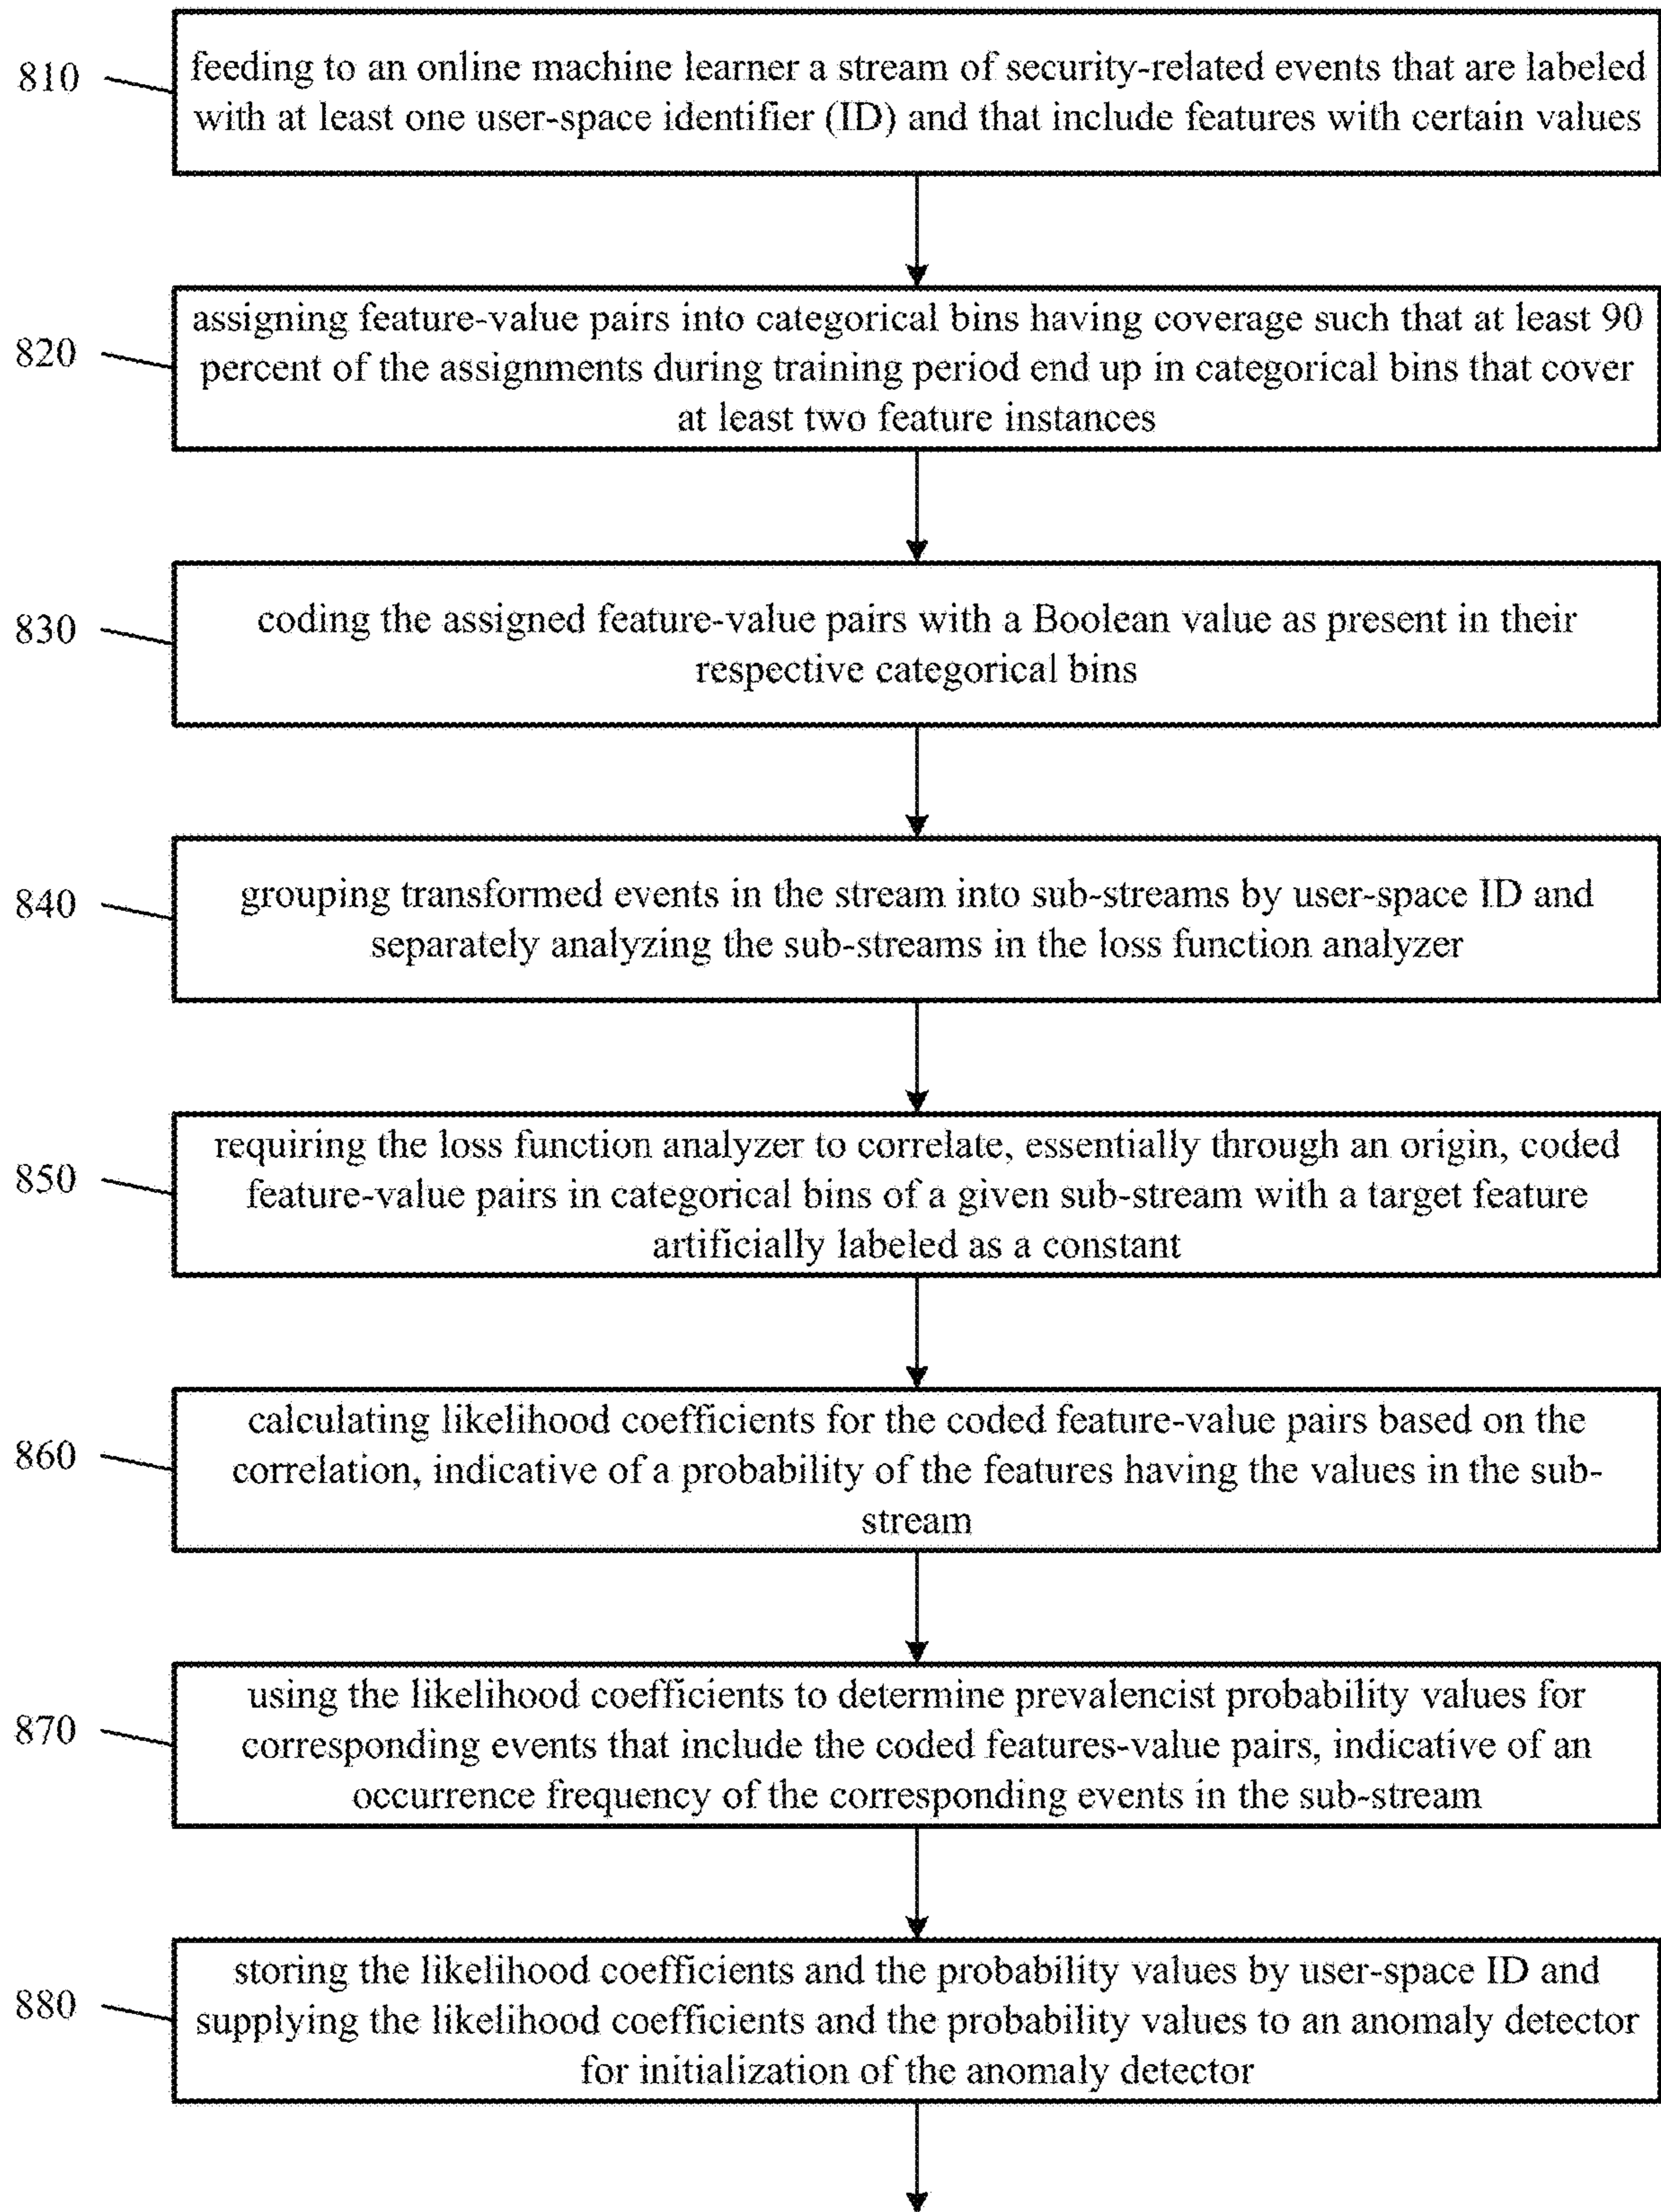 810
feeding to an online machine learner a stream of security-related events that are labeled
with at least one user-space identifier (ID) and that include features with certain values
820
assigning feature-value pairs into categorical bins having coverage such that at least 90
percent of the assignments during training period end up in categorical bins that cover
at least two feature instances
830
coding the assigned feature-value pairs with a Boolean value as present in their
respective categorical bins
840
grouping transformed events in the stream into sub-streams by user-space ID and
separately analyzing the sub-streams in the loss function analyzer
850
requiring the loss function analyzer to correlate, essentially through an origin, coded
feature-value pairs in categorical bins of a given sub-stream with a target feature
artificially labeled as a constant
860
calculating likelihood coefficients for the coded feature-value pairs based on the
correlation, indicative of a probability of the features having the values in the sub-
stream
870
using the likelihood coefficients to determine prevalencist probability values for
corresponding events that include the coded features-value pairs, indicative of an
occurrence frequency of the corresponding events in the sub-stream
880
storing the likelihood coefficients and the probability values by user-space ID and
supplying the likelihood coefficients and the probability values to an anomaly detector
for initialization of the anomaly detector